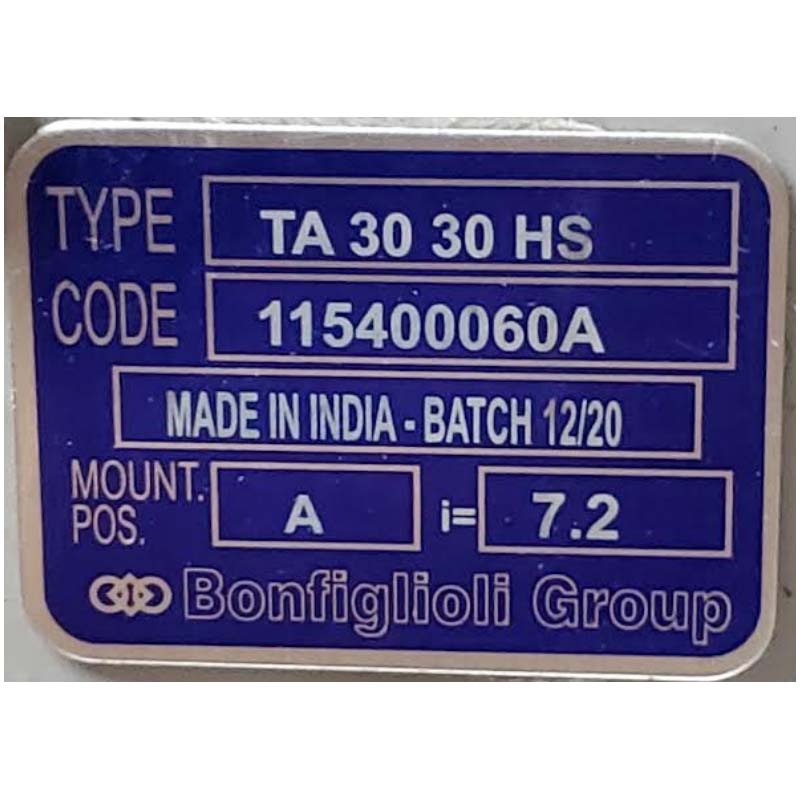 TYPE TA 30 30 HS
CODE 115400060A
MADE IN INDIA - BATCH 12/20
MOUNT. POS. A i= 7.2
Bonfiglioli Group